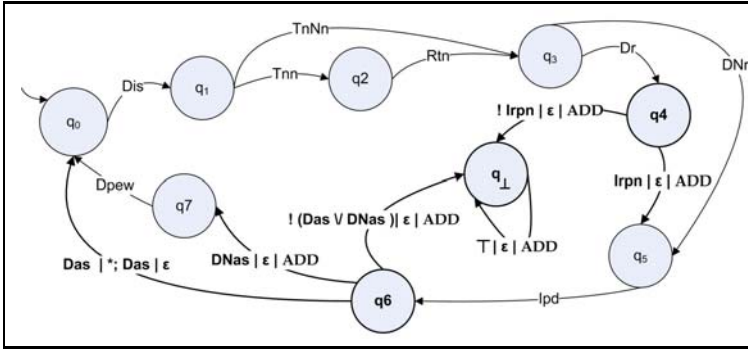 TnNn
Dis
q1
Tnn
q2
Rtn
q3
Dr
DNr
q0
! Irpn | ε | ADD
q4
Irpn | ε | ADD
q⊥
Dpew
q7
! (Das \/ DNas )| ε | ADD
⊤ | ε | ADD
q5
Das | *; Das | ε
DNas | ε | ADD
q6
Ipd